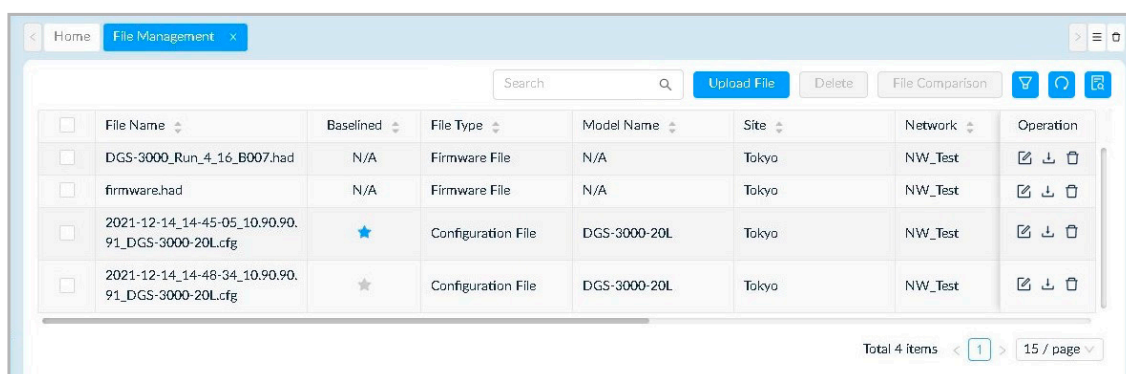 Home File Management ×
Search Upload File Delete File Comparison
File Name Baselined File Type Model Name Site Network Operation
DGS-3000_Run_4_16_B007.had N/A Firmware File N/A Tokyo NW_Test
firmware.had N/A Firmware File N/A Tokyo NW_Test
2021-12-14_14-45-05_10.90.90.
91_DGS-3000-20L.cfg Configuration File DGS-3000-20L Tokyo NW_Test
2021-12-14_14-48-34_10.90.90.
91_DGS-3000-20L.cfg Configuration File DGS-3000-20L Tokyo NW_Test
Total 4 items < 1 > 15 / page